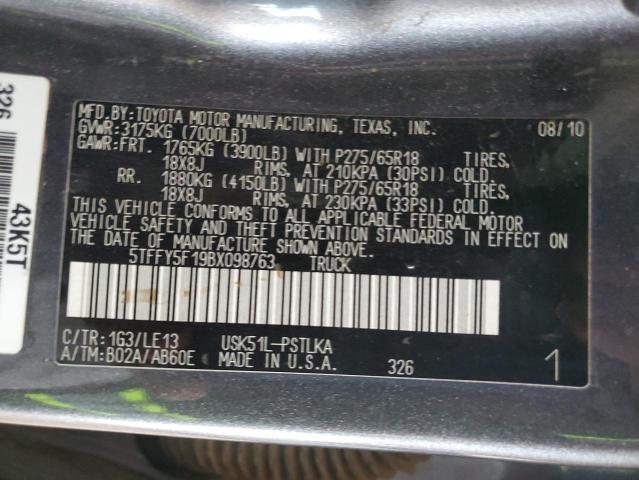 MFD.BY: TOYOTA MOTOR MANUFACTURING, TEXAS, INC. 08/10
GVWR: 3175KG (7000LB)
GAWR: FRT. 1765KG (3900LB) WITH P275/65R18 TIRES,
18X8J RIMS, AT 210KPA (30PSI) COLD.
RR. 1880KG (4150LB) WITH P275/65R18 TIRES,
18X8J RIMS, AT 230KPA (33PSI) COLD.
THIS VEHICLE CONFORMS TO ALL APPLICABLE FEDERAL MOTOR
VEHICLE SAFETY AND THEFT PREVENTION STANDARDS IN EFFECT ON
THE DATE OF MANUFACTURE SHOWN ABOVE.
5TFFY5F19BX098763 TRUCK
C/TR: 1G3/LE13 USK51L-PSTLKA
A/TM: B02A/AB60E MADE IN U.S.A. 326 1
326
43K5T